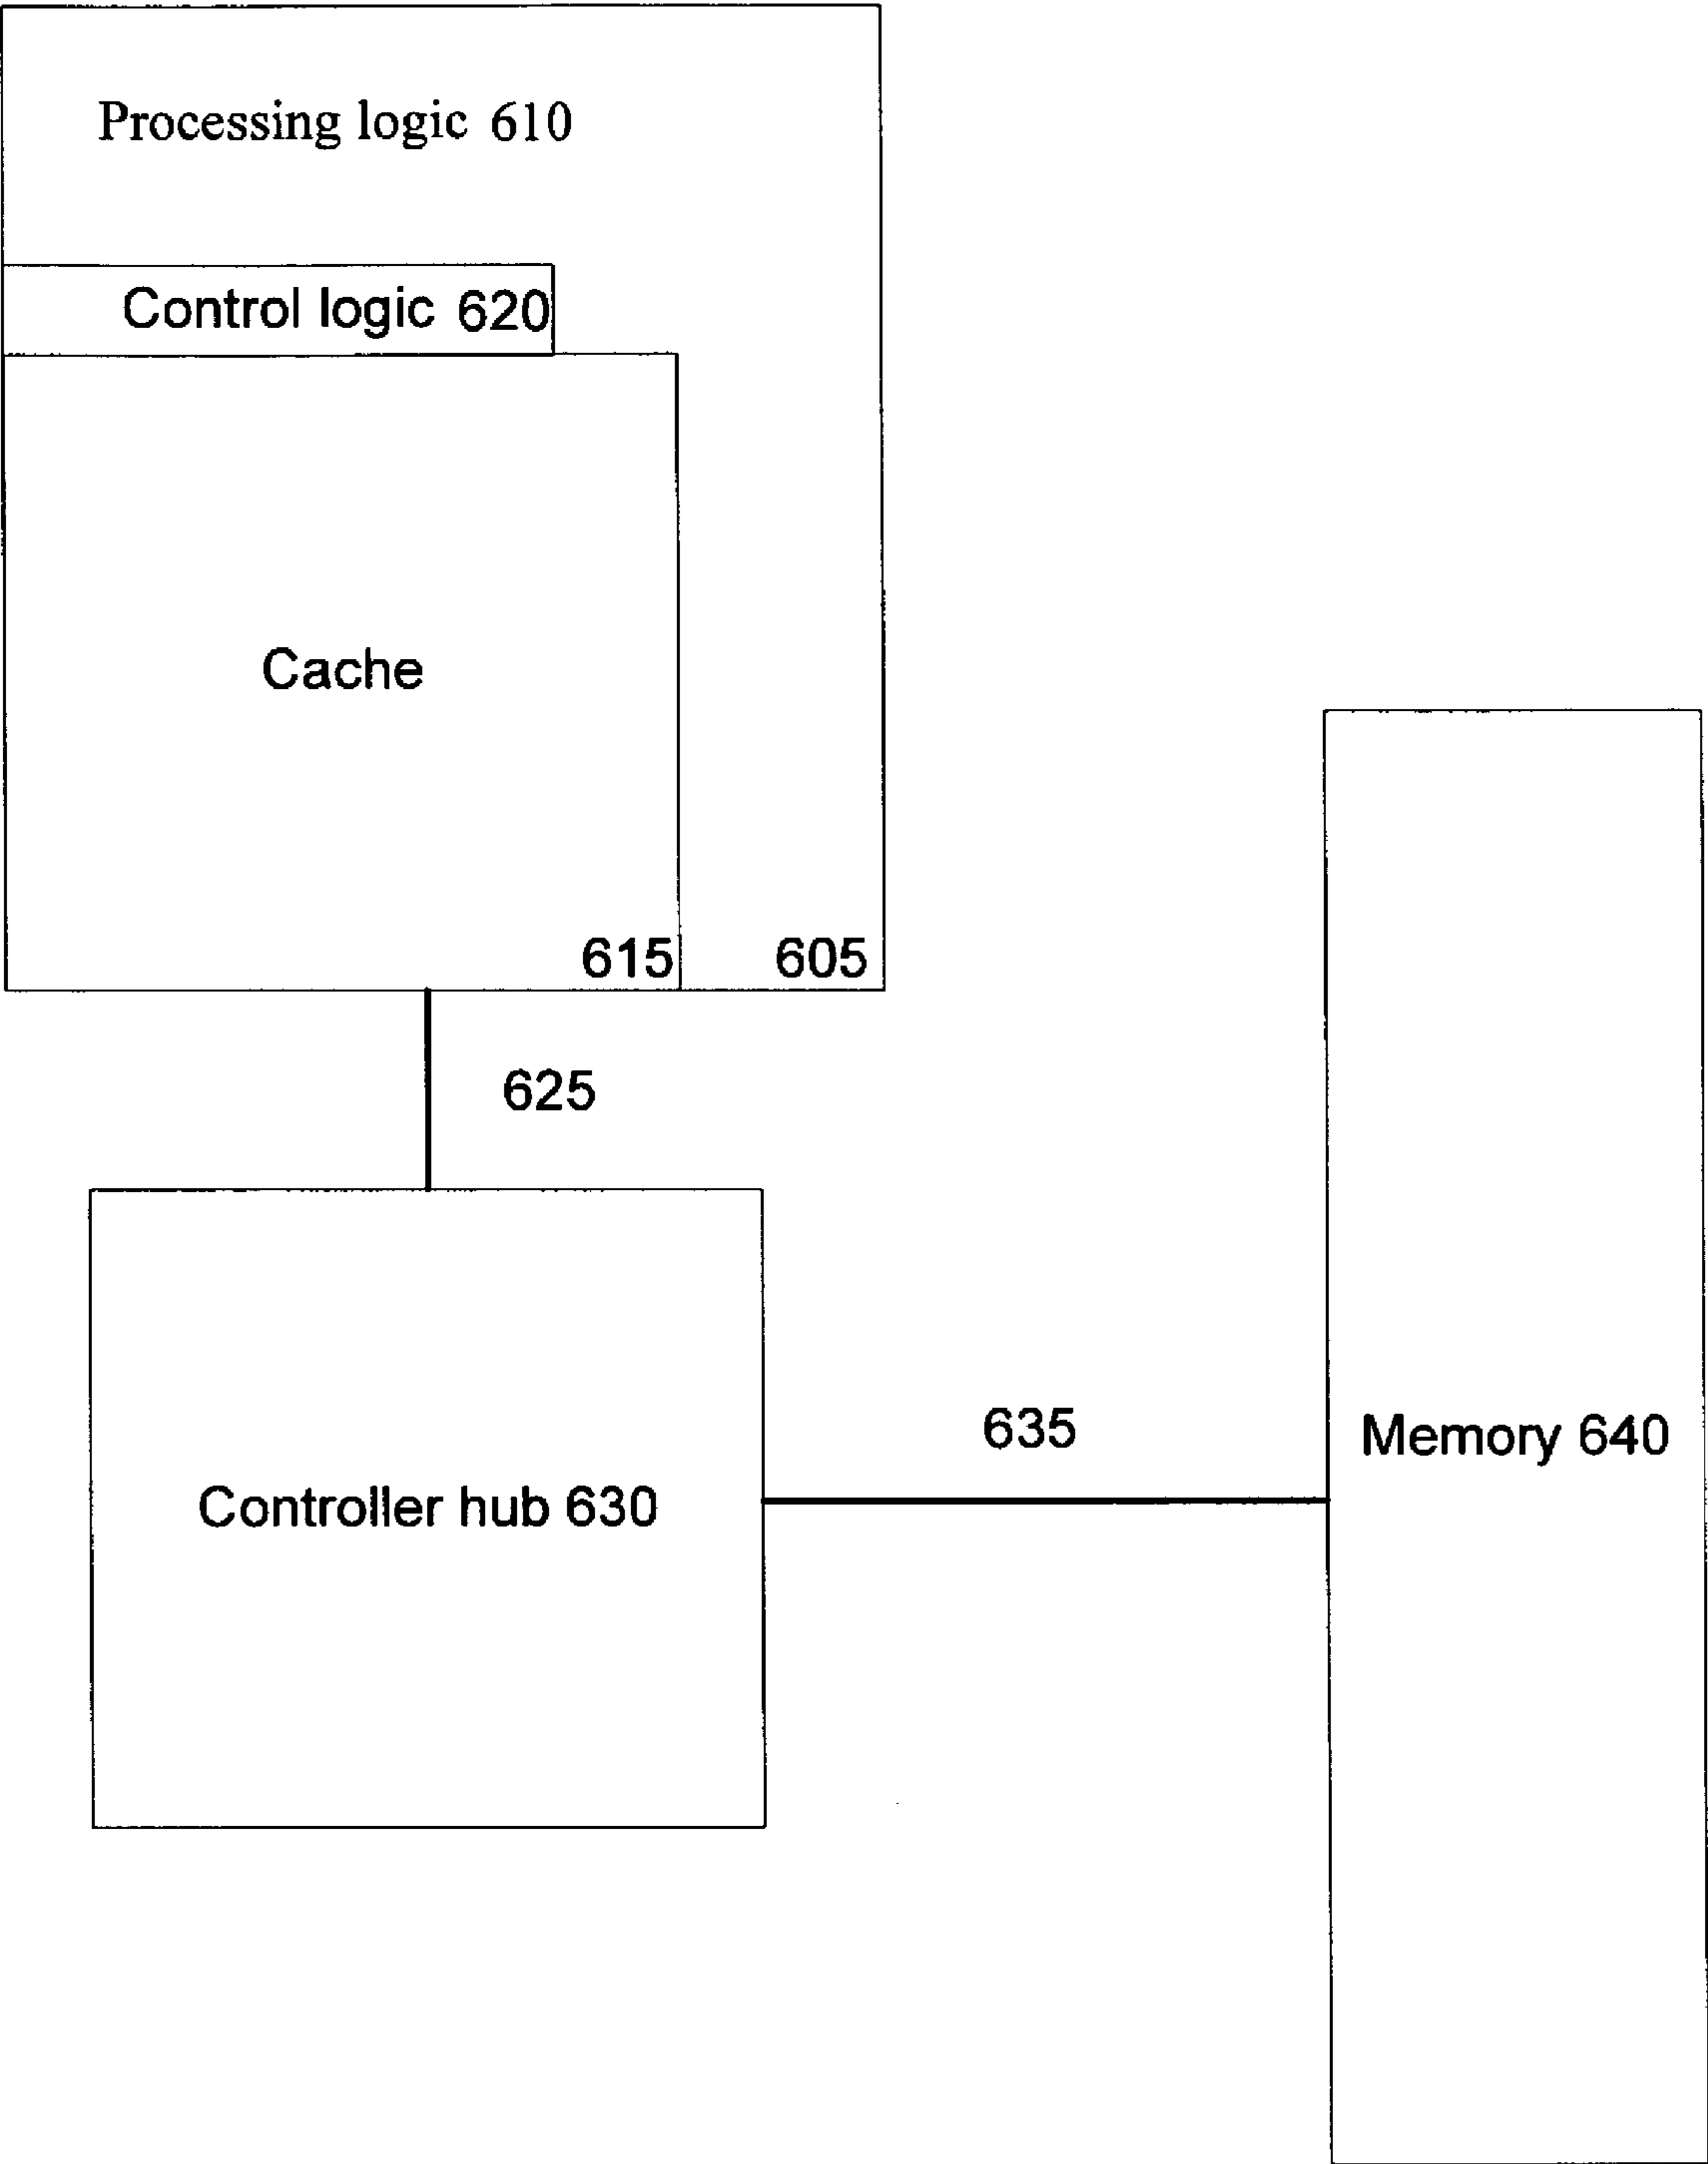 Processing logic 610
Control logic 620
Cache
615
605
625
635
Memory 640
Controller hub 630